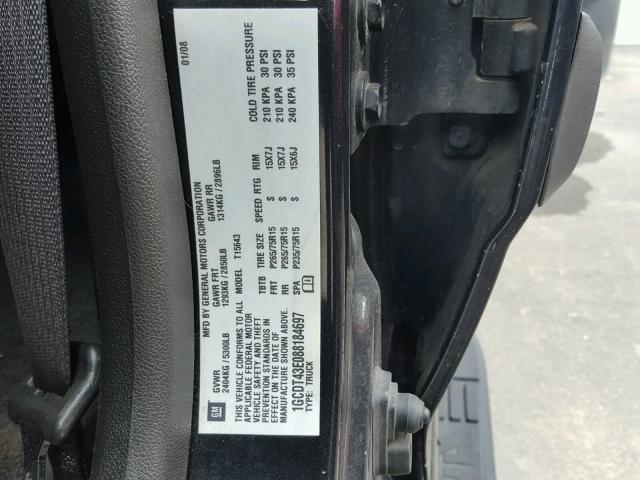 GM
MFD BY GENERAL MOTORS CORPORATION
01/08
GVWR GAWR FRT GAWR RR
2404KG / 5300LB 1293KG / 2850LB 1314KG / 2896LB
THIS VEHICLE CONFORMS TO ALL
APPLICABLE FEDERAL MOTOR
VEHICLE SAFETY AND THEFT
PREVENTION STANDARDS IN
EFFECT ON THE DATE OF
MANUFACTURE SHOWN ABOVE.
1GCDT43E088184697
TYPE: TRUCK
MODEL T15643
TBTB TIRE SIZE SPEED RTG RIM COLD TIRE PRESSURE
FRT P265/75R15 S 15X7J 210 KPA 30 PSI
RR P265/75R15 S 15X7J 210 KPA 30 PSI
SPA P235/75R15 S 15X6J 240 KPA 35 PSI